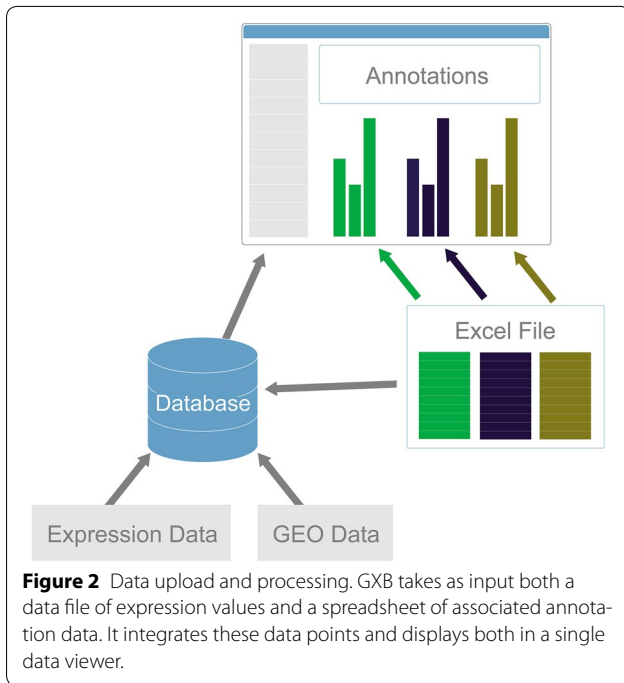 Annotations
Excel File
Database
Expression Data
GEO Data
Figure 2 Data upload and processing. GXB takes as input both a
data file of expression values and a spreadsheet of associated annota-
tion data. It integrates these data points and displays both in a single
data viewer.